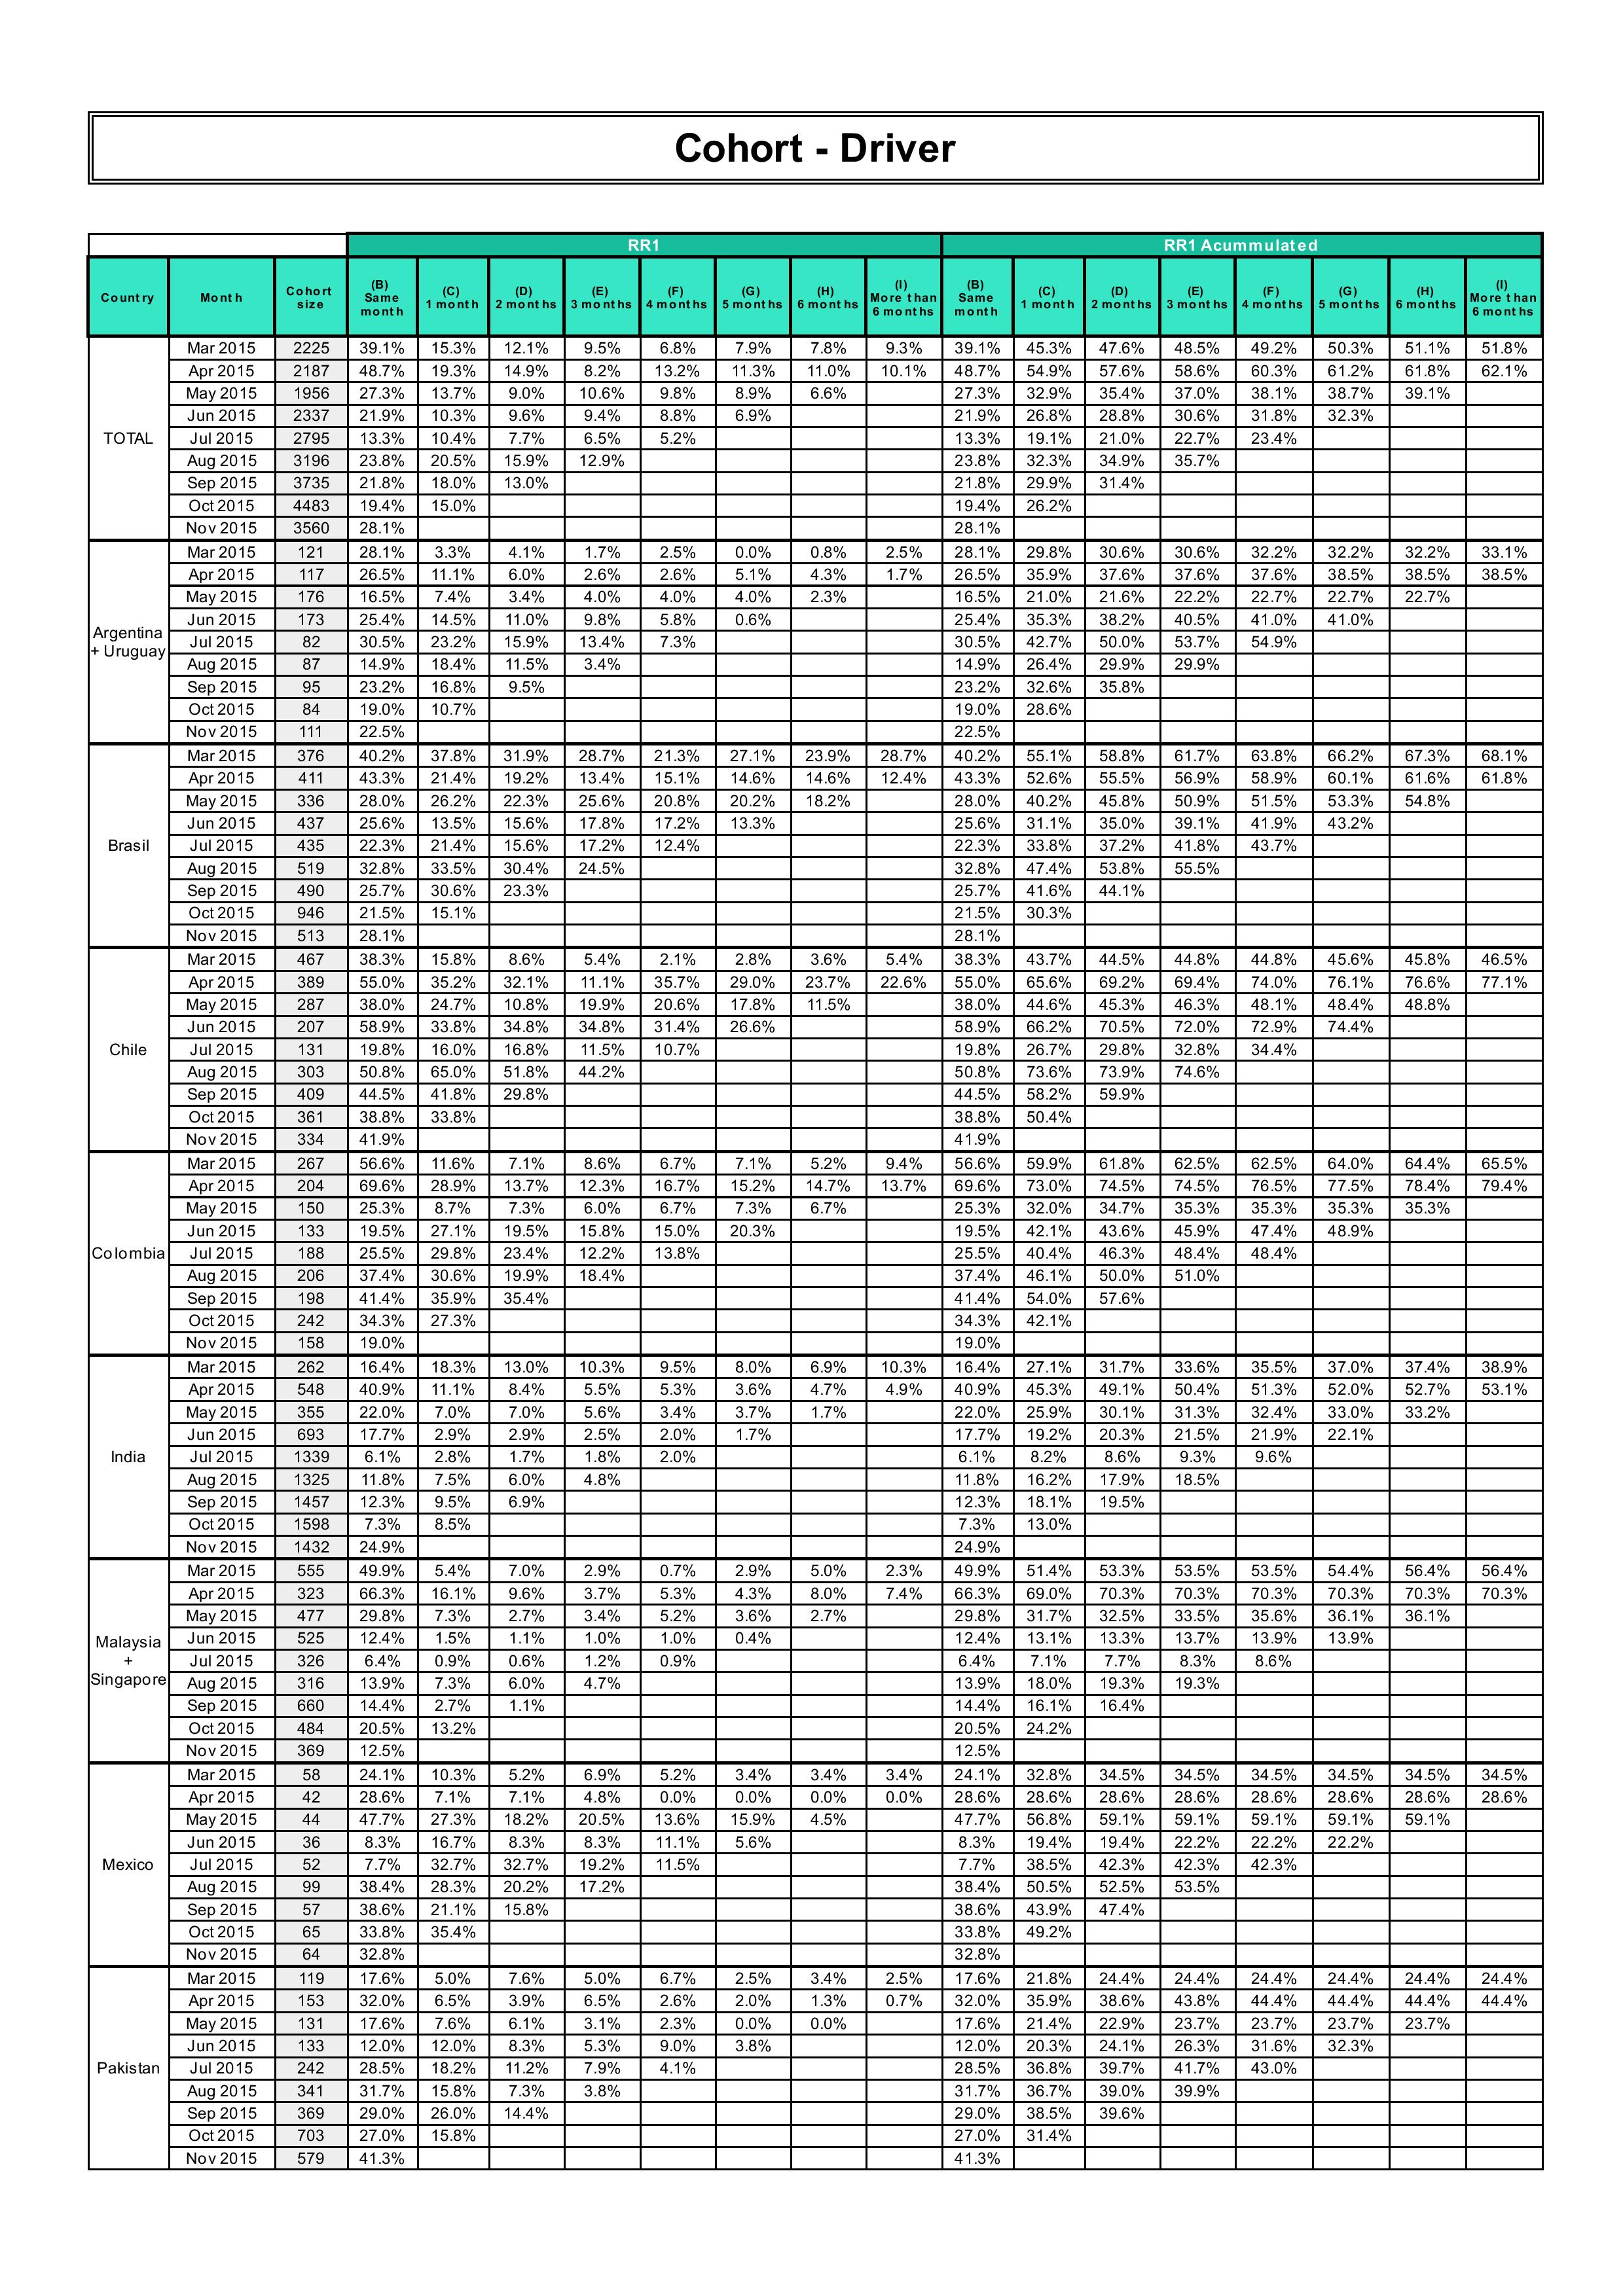 Cohort - Driver
RR1 RR1 Acummulated
Country Month Cohort size (B) Same month (C) 1 month (D) 2 months (E) 3 months (F) 4 months (G) 5 months (H) 6 months (I) More than 6 months (B) Same month (C) 1 month (D) 2 months (E) 3 months (F) 4 months (G) 5 months (H) 6 months (I) More than 6 months
TOTAL
Mar 2015 2225 39.1% 15.3% 12.1% 9.5% 6.8% 7.9% 7.8% 9.3% 39.1% 45.3% 47.6% 48.5% 49.2% 50.3% 51.1% 51.8%
Apr 2015 2187 48.7% 19.3% 14.9% 8.2% 13.2% 11.3% 11.0% 10.1% 48.7% 54.9% 57.6% 58.6% 60.3% 61.2% 61.8% 62.1%
May 2015 1956 27.3% 13.7% 9.0% 10.6% 9.8% 8.9% 6.6% 27.3% 32.9% 35.4% 37.0% 38.1% 38.7% 39.1%
Jun 2015 2337 21.9% 10.3% 9.6% 9.4% 8.8% 6.9% 21.9% 26.8% 28.8% 30.6% 31.8% 32.3%
Jul 2015 2795 13.3% 10.4% 7.7% 6.5% 5.2% 13.3% 19.1% 21.0% 22.7% 23.4%
Aug 2015 3196 23.8% 20.5% 15.9% 12.9% 23.8% 32.3% 34.9% 35.7%
Sep 2015 3735 21.8% 18.0% 13.0% 21.8% 29.9% 31.4%
Oct 2015 4483 19.4% 15.0% 19.4% 26.2%
Nov 2015 3560 28.1% 28.1%
Argentina + Uruguay
Mar 2015 121 28.1% 3.3% 4.1% 1.7% 2.5% 0.0% 0.8% 2.5% 28.1% 29.8% 30.6% 30.6% 32.2% 32.2% 32.2% 33.1%
Apr 2015 117 26.5% 11.1% 6.0% 2.6% 2.6% 5.1% 4.3% 1.7% 26.5% 35.9% 37.6% 37.6% 37.6% 38.5% 38.5% 38.5%
May 2015 176 16.5% 7.4% 3.4% 4.0% 4.0% 4.0% 2.3% 16.5% 21.0% 21.6% 22.2% 22.7% 22.7% 22.7%
Jun 2015 173 25.4% 14.5% 11.0% 9.8% 5.8% 0.6% 25.4% 35.3% 38.2% 40.5% 41.0% 41.0%
Jul 2015 82 30.5% 23.2% 15.9% 13.4% 7.3% 30.5% 42.7% 50.0% 53.7% 54.9%
Aug 2015 87 14.9% 18.4% 11.5% 3.4% 14.9% 26.4% 29.9% 29.9%
Sep 2015 95 23.2% 16.8% 9.5% 23.2% 32.6% 35.8%
Oct 2015 84 19.0% 10.7% 19.0% 28.6%
Nov 2015 111 22.5% 22.5%
Brasil
Mar 2015 376 40.2% 37.8% 31.9% 28.7% 21.3% 27.1% 23.9% 28.7% 40.2% 55.1% 58.8% 61.7% 63.8% 66.2% 67.3% 68.1%
Apr 2015 411 43.3% 21.4% 19.2% 13.4% 15.1% 14.6% 14.6% 12.4% 43.3% 52.6% 55.5% 56.9% 58.9% 60.1% 61.6% 61.8%
May 2015 336 28.0% 26.2% 22.3% 25.6% 20.8% 20.2% 18.2% 28.0% 40.2% 45.8% 50.9% 51.5% 53.3% 54.8%
Jun 2015 437 25.6% 13.5% 15.6% 17.8% 17.2% 13.3% 25.6% 31.1% 35.0% 39.1% 41.9% 43.2%
Jul 2015 435 22.3% 21.4% 15.6% 17.2% 12.4% 22.3% 33.8% 37.2% 41.8% 43.7%
Aug 2015 519 32.8% 33.5% 30.4% 24.5% 32.8% 47.4% 53.8% 55.5%
Sep 2015 490 25.7% 30.6% 23.3% 25.7% 41.6% 44.1%
Oct 2015 946 21.5% 15.1% 21.5% 30.3%
Nov 2015 513 28.1% 28.1%
Chile
Mar 2015 467 38.3% 15.8% 8.6% 5.4% 2.1% 2.8% 3.6% 5.4% 38.3% 43.7% 44.5% 44.8% 44.8% 45.6% 45.8% 46.5%
Apr 2015 389 55.0% 35.2% 32.1% 11.1% 35.7% 29.0% 23.7% 22.6% 55.0% 65.6% 69.2% 69.4% 74.0% 76.1% 76.6% 77.1%
May 2015 287 38.0% 24.7% 10.8% 19.9% 20.6% 17.8% 11.5% 38.0% 44.6% 45.3% 46.3% 48.1% 48.4% 48.8%
Jun 2015 207 58.9% 33.8% 34.8% 34.8% 31.4% 26.6% 58.9% 66.2% 70.5% 72.0% 72.9% 74.4%
Jul 2015 131 19.8% 16.0% 16.8% 11.5% 10.7% 19.8% 26.7% 29.8% 32.8% 34.4%
Aug 2015 303 50.8% 65.0% 51.8% 44.2% 50.8% 73.6% 73.9% 74.6%
Sep 2015 409 44.5% 41.8% 29.8% 44.5% 58.2% 59.9%
Oct 2015 361 38.8% 33.8% 38.8% 50.4%
Nov 2015 334 41.9% 41.9%
Colombia
Mar 2015 267 56.6% 11.6% 7.1% 8.6% 6.7% 7.1% 5.2% 9.4% 56.6% 59.9% 61.8% 62.5% 62.5% 64.0% 64.4% 65.5%
Apr 2015 204 69.6% 28.9% 13.7% 12.3% 16.7% 15.2% 14.7% 13.7% 69.6% 73.0% 74.5% 74.5% 76.5% 77.5% 78.4% 79.4%
May 2015 150 25.3% 8.7% 7.3% 6.0% 6.7% 7.3% 6.7% 25.3% 32.0% 34.7% 35.3% 35.3% 35.3% 35.3%
Jun 2015 133 19.5% 27.1% 19.5% 15.8% 15.0% 20.3% 19.5% 42.1% 43.6% 45.9% 47.4% 48.9%
Jul 2015 188 25.5% 29.8% 23.4% 12.2% 13.8% 25.5% 40.4% 46.3% 48.4% 48.4%
Aug 2015 206 37.4% 30.6% 19.9% 18.4% 37.4% 46.1% 50.0% 51.0%
Sep 2015 198 41.4% 35.9% 35.4% 41.4% 54.0% 57.6%
Oct 2015 242 34.3% 27.3% 34.3% 42.1%
Nov 2015 158 19.0% 19.0%
India
Mar 2015 262 16.4% 18.3% 13.0% 10.3% 9.5% 8.0% 6.9% 10.3% 16.4% 27.1% 31.7% 33.6% 35.5% 37.0% 37.4% 38.9%
Apr 2015 548 40.9% 11.1% 8.4% 5.5% 5.3% 3.6% 4.7% 4.9% 40.9% 45.3% 49.1% 50.4% 51.3% 52.0% 52.7% 53.1%
May 2015 355 22.0% 7.0% 7.0% 5.6% 3.4% 3.7% 1.7% 22.0% 25.9% 30.1% 31.3% 32.4% 33.0% 33.2%
Jun 2015 693 17.7% 2.9% 2.9% 2.5% 2.0% 1.7% 17.7% 19.2% 20.3% 21.5% 21.9% 22.1%
Jul 2015 1339 6.1% 2.8% 1.7% 1.8% 2.0% 6.1% 8.2% 8.6% 9.3% 9.6%
Aug 2015 1325 11.8% 7.5% 6.0% 4.8% 11.8% 16.2% 17.9% 18.5%
Sep 2015 1457 12.3% 9.5% 6.9% 12.3% 18.1% 19.5%
Oct 2015 1598 7.3% 8.5% 7.3% 13.0%
Nov 2015 1432 24.9% 24.9%
Malaysia + Singapore
Mar 2015 555 49.9% 5.4% 7.0% 2.9% 0.7% 2.9% 5.0% 2.3% 49.9% 51.4% 53.3% 53.5% 53.5% 54.4% 56.4% 56.4%
Apr 2015 323 66.3% 16.1% 9.6% 3.7% 5.3% 4.3% 8.0% 7.4% 66.3% 69.0% 70.3% 70.3% 70.3% 70.3% 70.3% 70.3%
May 2015 477 29.8% 7.3% 2.7% 3.4% 5.2% 3.6% 2.7% 29.8% 31.7% 32.5% 33.5% 35.6% 36.1% 36.1%
Jun 2015 525 12.4% 1.5% 1.1% 1.0% 1.0% 0.4% 12.4% 13.1% 13.3% 13.7% 13.9% 13.9%
Jul 2015 326 6.4% 0.9% 0.6% 1.2% 0.9% 6.4% 7.1% 7.7% 8.3% 8.6%
Aug 2015 316 13.9% 7.3% 6.0% 4.7% 13.9% 18.0% 19.3% 19.3%
Sep 2015 660 14.4% 2.7% 1.1% 14.4% 16.1% 16.4%
Oct 2015 484 20.5% 13.2% 20.5% 24.2%
Nov 2015 369 12.5% 12.5%
Mexico
Mar 2015 58 24.1% 10.3% 5.2% 6.9% 5.2% 3.4% 3.4% 3.4% 24.1% 32.8% 34.5% 34.5% 34.5% 34.5% 34.5% 34.5%
Apr 2015 42 28.6% 7.1% 7.1% 4.8% 0.0% 0.0% 0.0% 0.0% 28.6% 28.6% 28.6% 28.6% 28.6% 28.6% 28.6% 28.6%
May 2015 44 47.7% 27.3% 18.2% 20.5% 13.6% 15.9% 4.5% 47.7% 56.8% 59.1% 59.1% 59.1% 59.1% 59.1%
Jun 2015 36 8.3% 16.7% 8.3% 8.3% 11.1% 5.6% 8.3% 19.4% 19.4% 22.2% 22.2% 22.2%
Jul 2015 52 7.7% 32.7% 32.7% 19.2% 11.5% 7.7% 38.5% 42.3% 42.3% 42.3%
Aug 2015 99 38.4% 28.3% 20.2% 17.2% 38.4% 50.5% 52.5% 53.5%
Sep 2015 57 38.6% 21.1% 15.8% 38.6% 43.9% 47.4%
Oct 2015 65 33.8% 35.4% 33.8% 49.2%
Nov 2015 64 32.8% 32.8%
Pakistan
Mar 2015 119 17.6% 5.0% 7.6% 5.0% 6.7% 2.5% 3.4% 2.5% 17.6% 21.8% 24.4% 24.4% 24.4% 24.4% 24.4% 24.4%
Apr 2015 153 32.0% 6.5% 3.9% 6.5% 2.6% 2.0% 1.3% 0.7% 32.0% 35.9% 38.6% 43.8% 44.4% 44.4% 44.4% 44.4%
May 2015 131 17.6% 7.6% 6.1% 3.1% 2.3% 0.0% 0.0% 17.6% 21.4% 22.9% 23.7% 23.7% 23.7% 23.7%
Jun 2015 133 12.0% 12.0% 8.3% 5.3% 9.0% 3.8% 12.0% 20.3% 24.1% 26.3% 31.6% 32.3%
Jul 2015 242 28.5% 18.2% 11.2% 7.9% 4.1% 28.5% 36.8% 39.7% 41.7% 43.0%
Aug 2015 341 31.7% 15.8% 7.3% 3.8% 31.7% 36.7% 39.0% 39.9%
Sep 2015 369 29.0% 26.0% 14.4% 29.0% 38.5% 39.6%
Oct 2015 703 27.0% 15.8% 27.0% 31.4%
Nov 2015 579 41.3% 41.3%